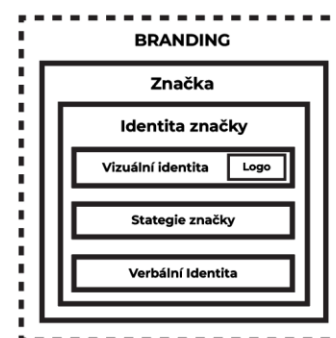 BRANDING
Značka
Identita značky
Vizuální identita Logo
Stategie značky
Verbální Identita